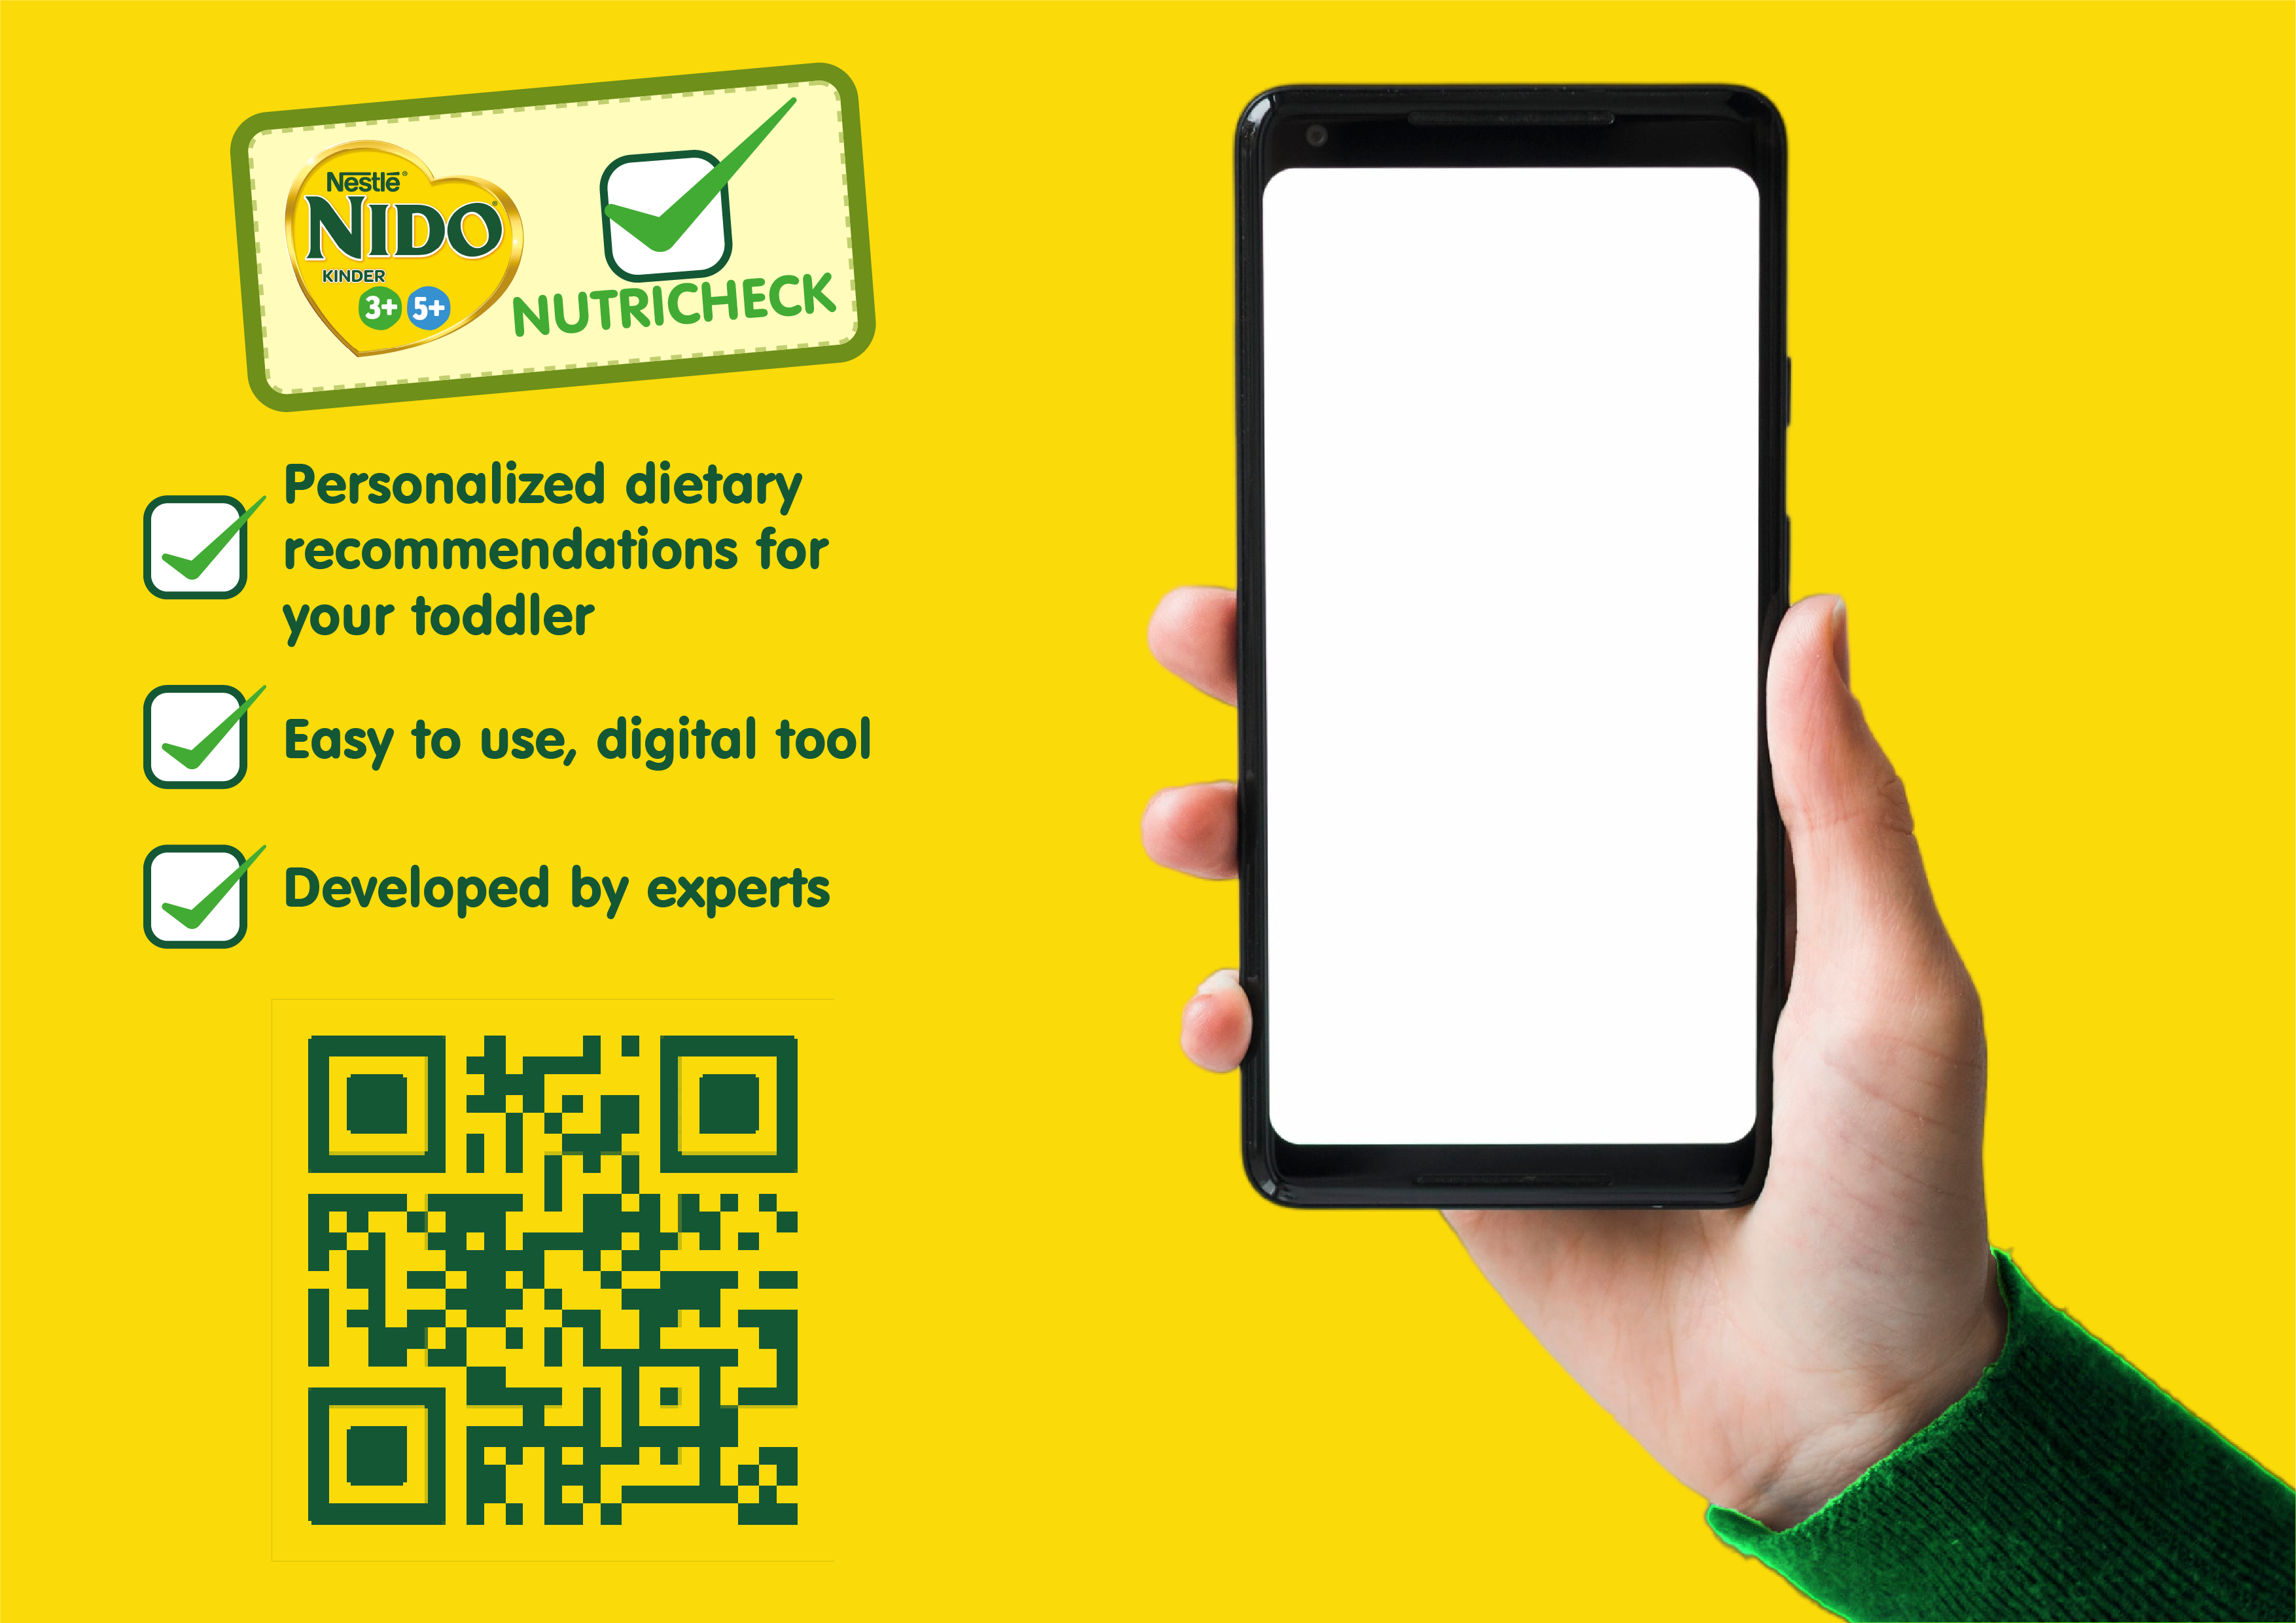 Nestlé®
NIDO®
KINDER
3+ 5+
NUTRICHECK
Personalized dietary
recommendations for
your toddler
Easy to use, digital tool
Developed by experts